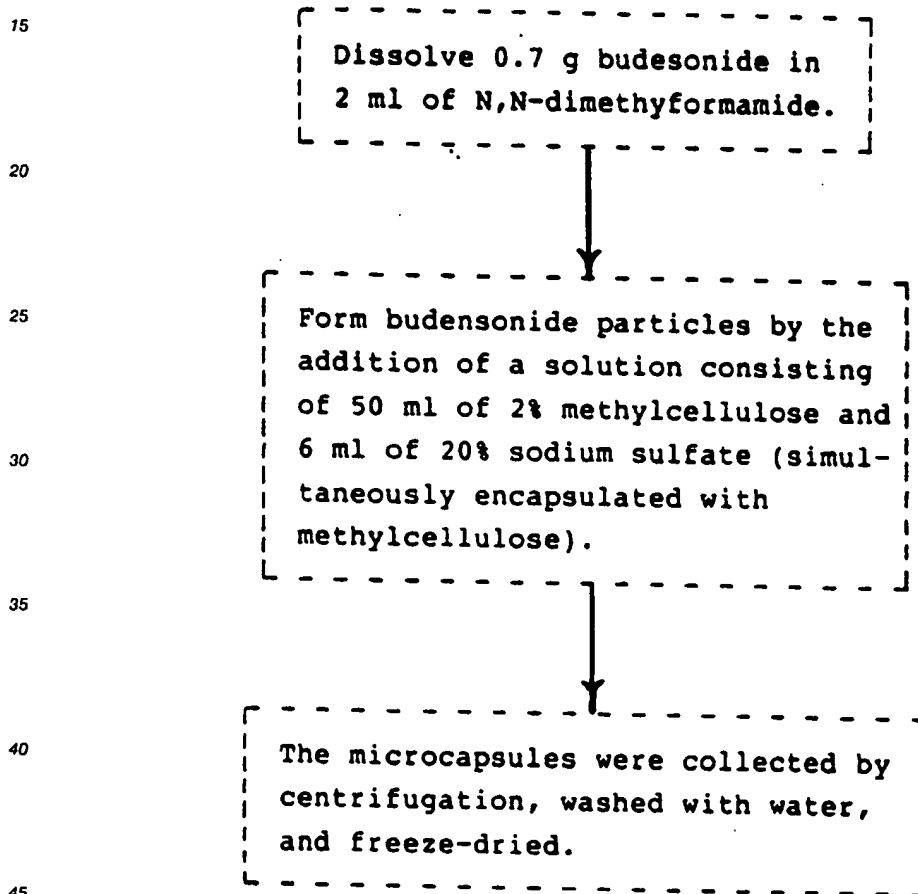 15
Dissolve 0.7 g budesonide in
2 ml of N,N-dimethyformamide.
20
25
Form budensonide particles by the
addition of a solution consisting
of 50 ml of 2% methylcellulose and
6 ml of 20% sodium sulfate (simul-
30
taneously encapsulated with
methylcellulose).
35
40
The microcapsules were collected by
centrifugation, washed with water,
and freeze-dried.
45